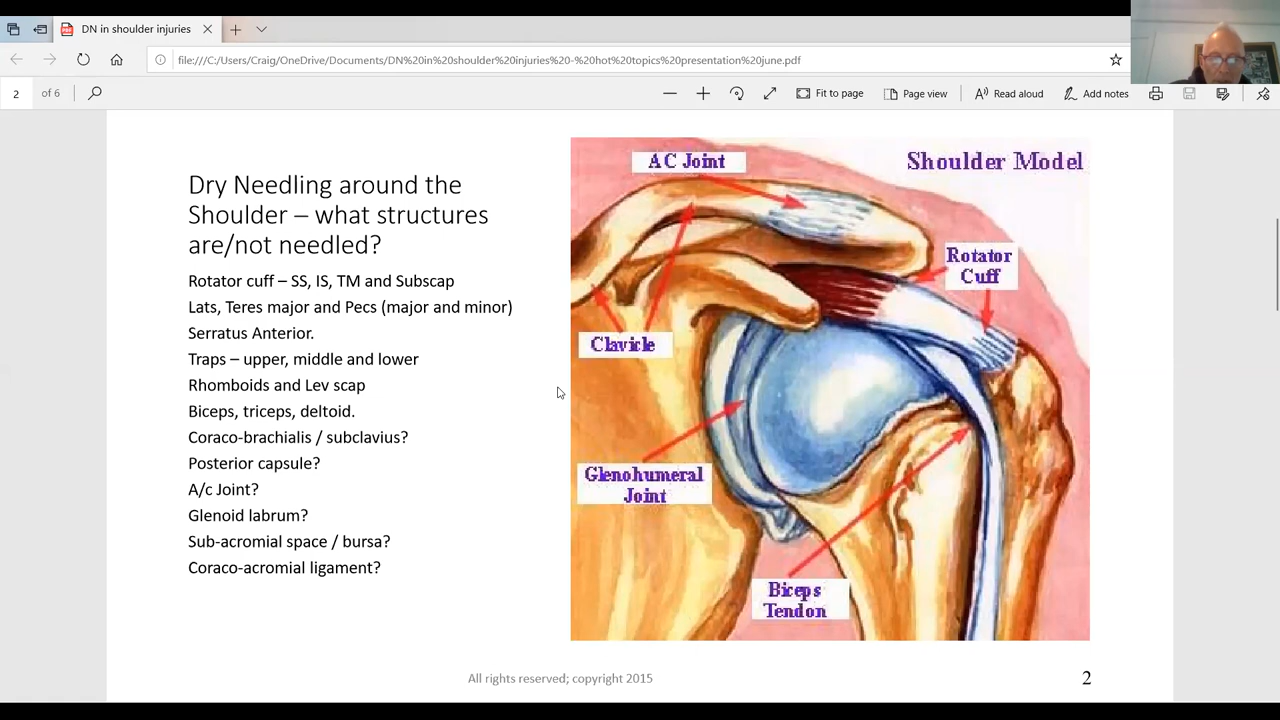 DN in shoulder injuries
file:///C:/Users/Craig/OneDrive/Documents/DN%20in%20shoulder%20injuries%20-%20hot%20topics%20presentation%20june.pdf
2 of 6
Fit to page
Page view
Read aloud
Add notes
Dry Needling around the
Shoulder – what structures
are/not needled?
Rotator cuff – SS, IS, TM and Subscap
Lats, Teres major and Pecs (major and minor)
Serratus Anterior.
Traps – upper, middle and lower
Rhomboids and Lev scap
Biceps, triceps, deltoid.
Coraco-brachialis / subclavius?
Posterior capsule?
A/c Joint?
Glenoid labrum?
Sub-acromial space / bursa?
Coraco-acromial ligament?
AC Joint
Shoulder Model
Rotator
Cuff
Clavicle
Glenohumeral
Joint
Biceps
Tendon
All rights reserved; copyright 2015
2